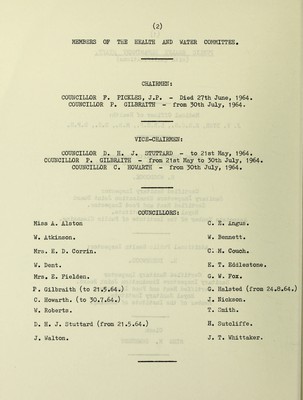 (2)
MEMBERS OF THE HEALTH AND WATER COMMITTEE.
CHAIRMEN:
COUNCILLOR F. PICKLES, J.P. - Died 27th June, 1964.
COUNCILLOR P. GILBRAITH - from 30th July, 1964.
VICE-CHAIRMEN:
COUNCILLOR D. H. J. STUTTARD - to 21st May, 1964.
COUNCILLOR P. GILBRAITH - from 21st May to 30th July, 1964.
COUNCILLOR C. HOWARTH - from 30th July, 1964.
COUNCILLORS:
Miss A. Alston C. E. Angus.
W. Atkinson. W. Bennett.
Mrs. H. D. Corrin. C. N. Couch.
W. Dent. E. T. Eddlestone.
Mrs. E. Fielden. G. W. Fox.
P. Gilbraith (to 21.5.64.) G. Halsted (from 24.8.64)
C. Howarth. (to 30.7.64) J. Nickson.
W. Roberts. T. Smith.
D. H. J. Stuttard (from 21.5.64) H. Sutcliffe.
J. Walton. J. T. Whittaker.